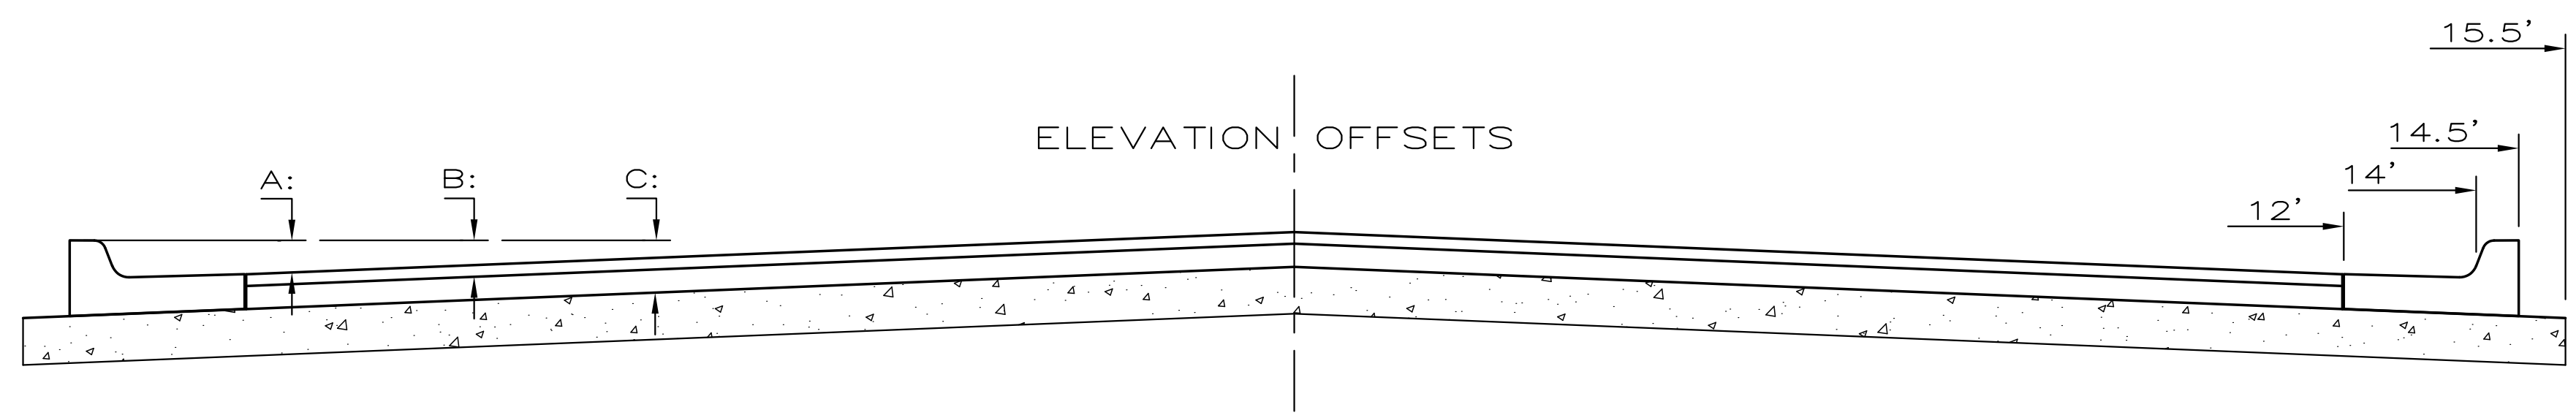 15.5’
ELEVATION OFFSETS
14.5’
14’
A:
B:
C:
12’